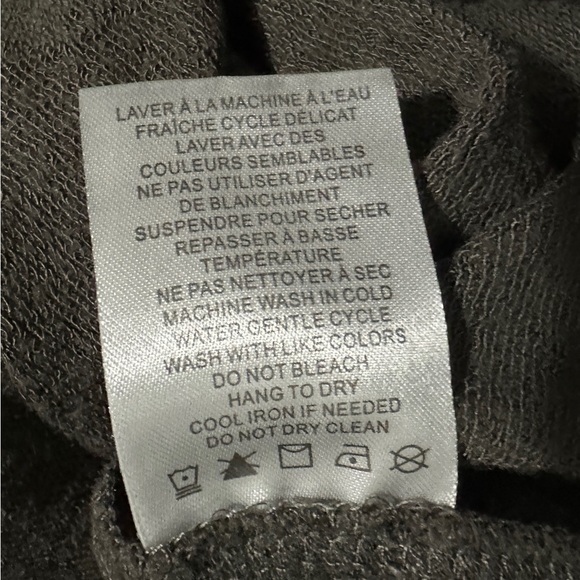 LAVER À LA MACHINE À L'EAU
FRAÎCHE CYCLE DÉLICAT
LAVER AVEC DES
COULEURS SEMBLABLES
NE PAS UTILISER D'AGENT
DE BLANCHIMENT
SUSPENDRE POUR SECHER
REPASSER À BASSE
TEMPÉRATURE
NE PAS NETTOYER À SEC
MACHINE WASH IN COLD
WATER GENTLE CYCLE
WASH WITH LIKE COLORS
DO NOT BLEACH
HANG TO DRY
COOL IRON IF NEEDED
DO NOT DRY CLEAN